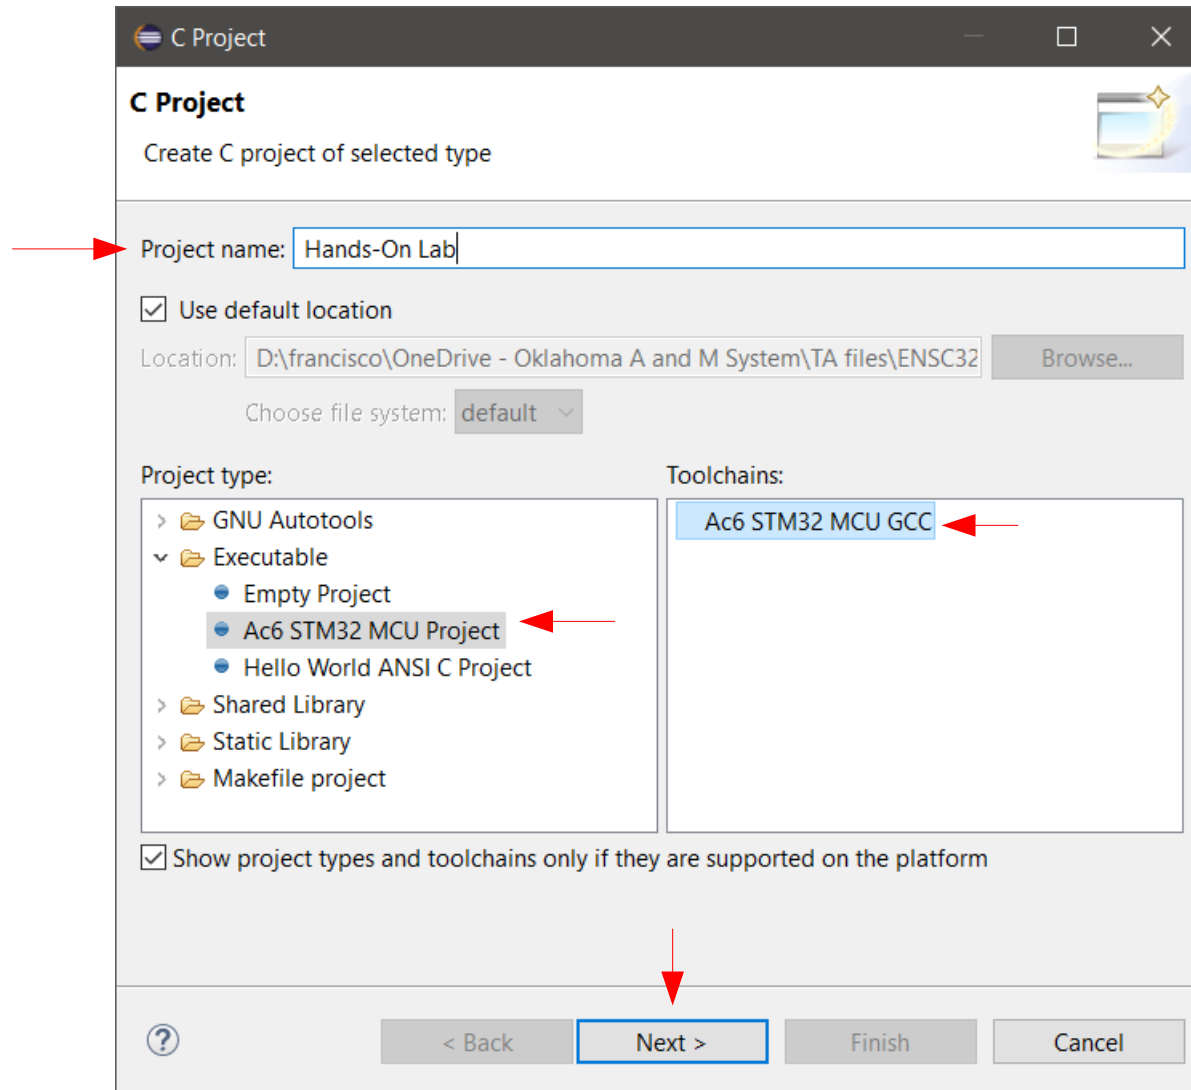 C Project
C Project
Create C project of selected type
Project name: Hands-On Lab
Use default location
Location: D:\francisco\OneDrive - Oklahoma A and M System\TA files\ENSC32 Browse...
Choose file system: default
Project type: Toolchains:
GNU Autotools Ac6 STM32 MCU GCC
Executable
Empty Project
Ac6 STM32 MCU Project
Hello World ANSI C Project
Shared Library
Static Library
Makefile project
Show project types and toolchains only if they are supported on the platform
? < Back Next > Finish Cancel